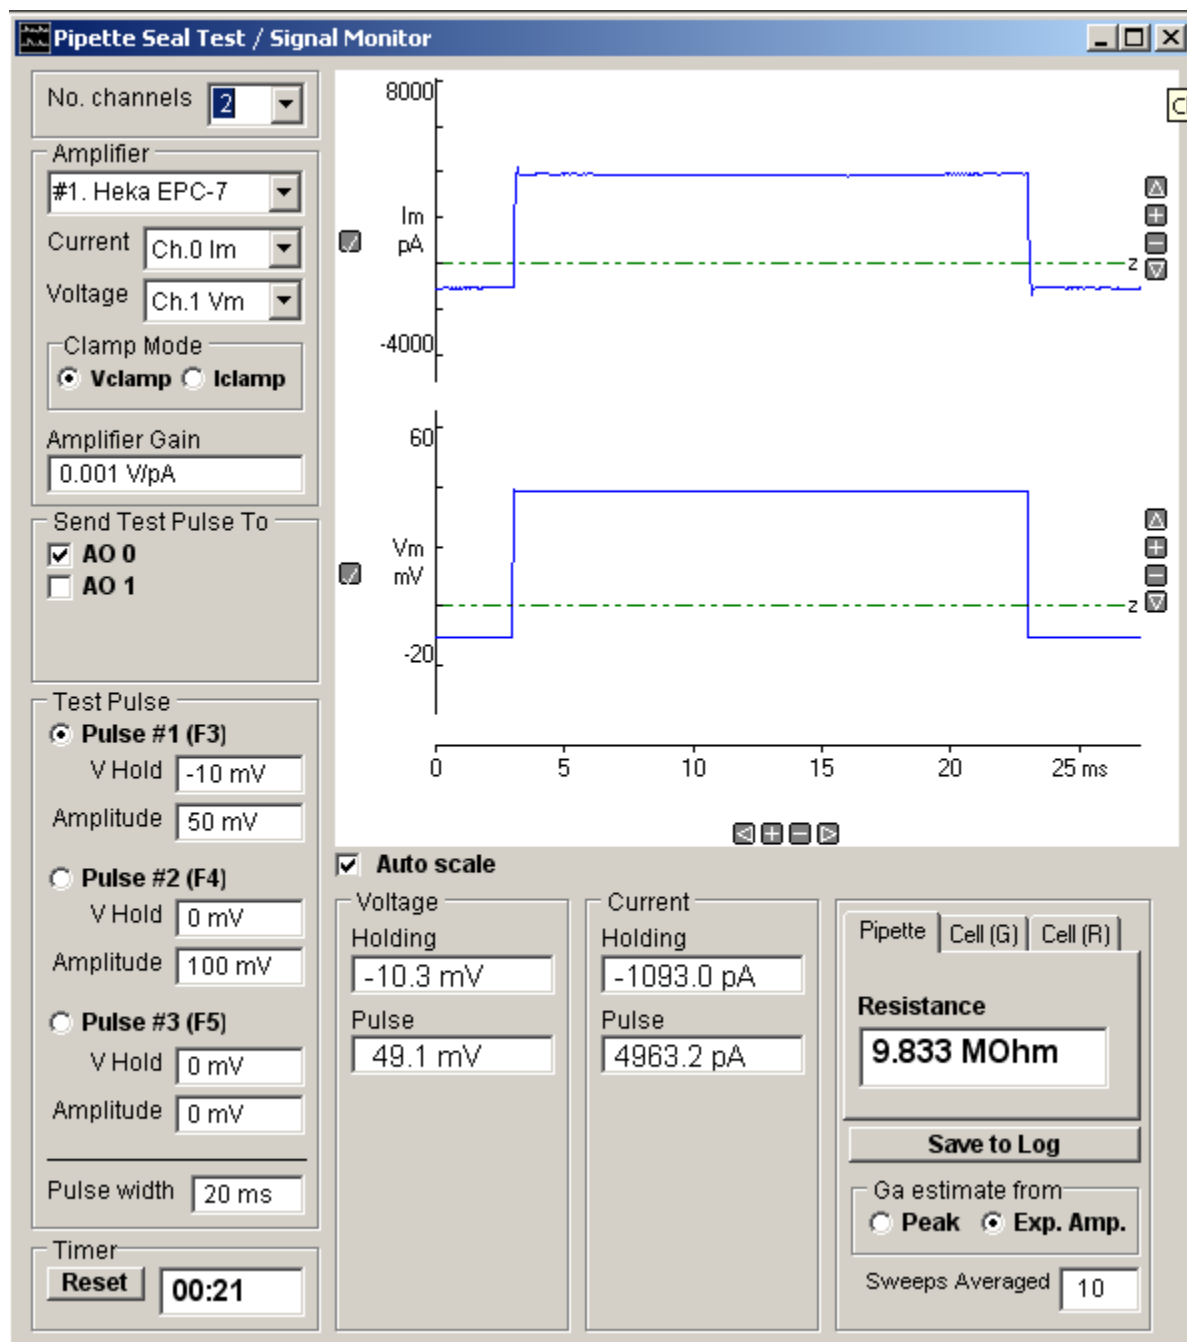 Pipette Seal Test / Signal Monitor
No. channels 2
Amplifier
#1. Heka EPC-7
Current Ch.0 Im
Voltage Ch.1 Vm
Clamp Mode
Vclamp Iclamp
Amplifier Gain
0.001 V/pA
Send Test Pulse To
AO 0
AO 1
Test Pulse
Pulse #1 (F3)
V Hold -10 mV
Amplitude 50 mV
Pulse #2 (F4)
V Hold 0 mV
Amplitude 100 mV
Pulse #3 (F5)
V Hold 0 mV
Amplitude 0 mV
Pulse width 20 ms
Timer
Reset 00:21
8000
Im
pA
z
-4000
60
Vm
mV
z
-20
0 5 10 15 20 25 ms
Auto scale
Voltage
Holding
-10.3 mV
Pulse
49.1 mV
Current
Holding
-1093.0 pA
Pulse
4963.2 pA
Pipette Cell (G) Cell (R)
Resistance
9.833 MOhm
Save to Log
Ga estimate from
Peak Exp. Amp.
Sweeps Averaged 10